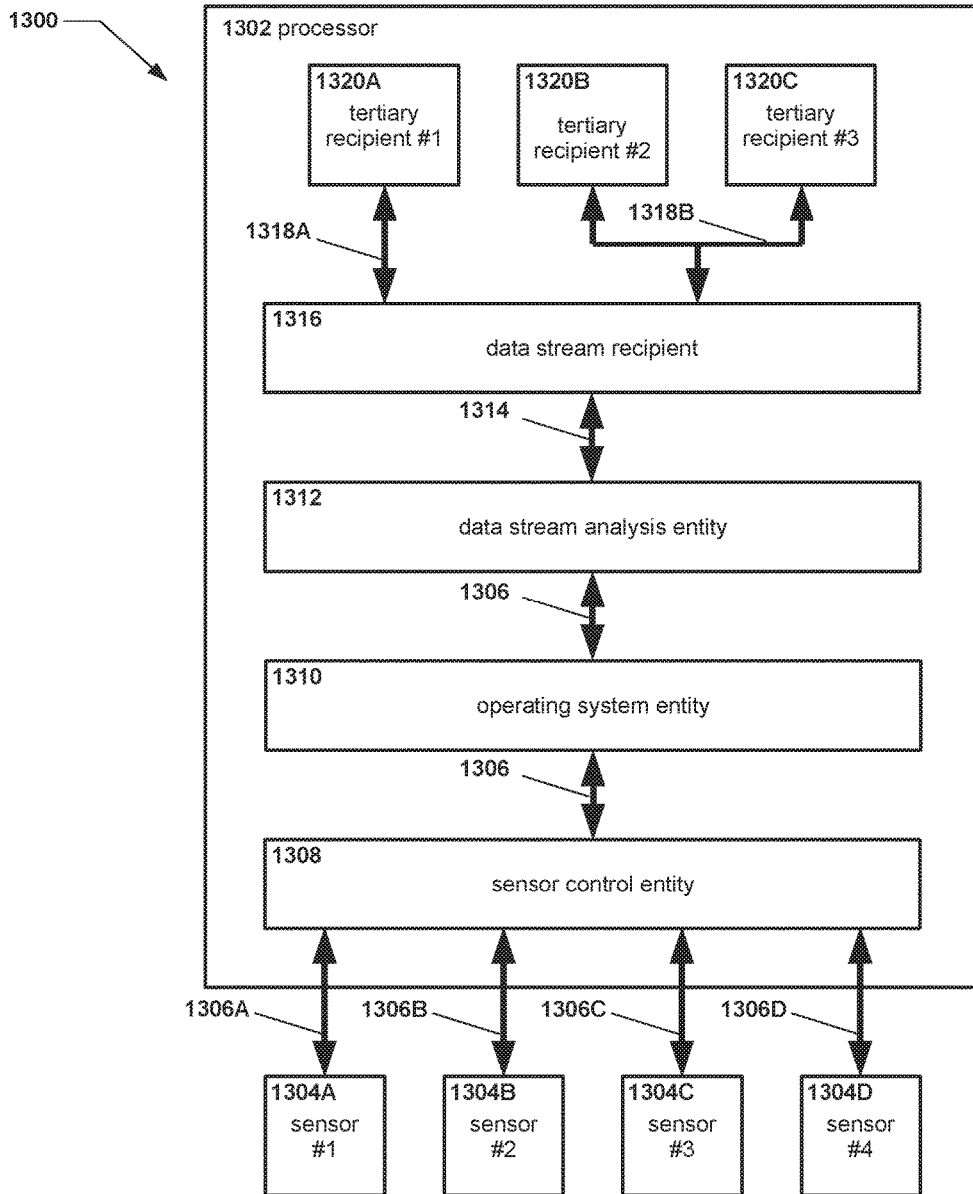 1300
1302 processor
1320A
tertiary
recipient #1
1320B
tertiary
recipient #2
1320C
tertiary
recipient #3
1318A
1318B
1316
data stream recipient
1314
1312
data stream analysis entity
1306
1310
operating system entity
1306
1308
sensor control entity
1306A
1306B
1306C
1306D
1304A
sensor
#1
1304B
sensor
#2
1304C
sensor
#3
1304D
sensor
#4